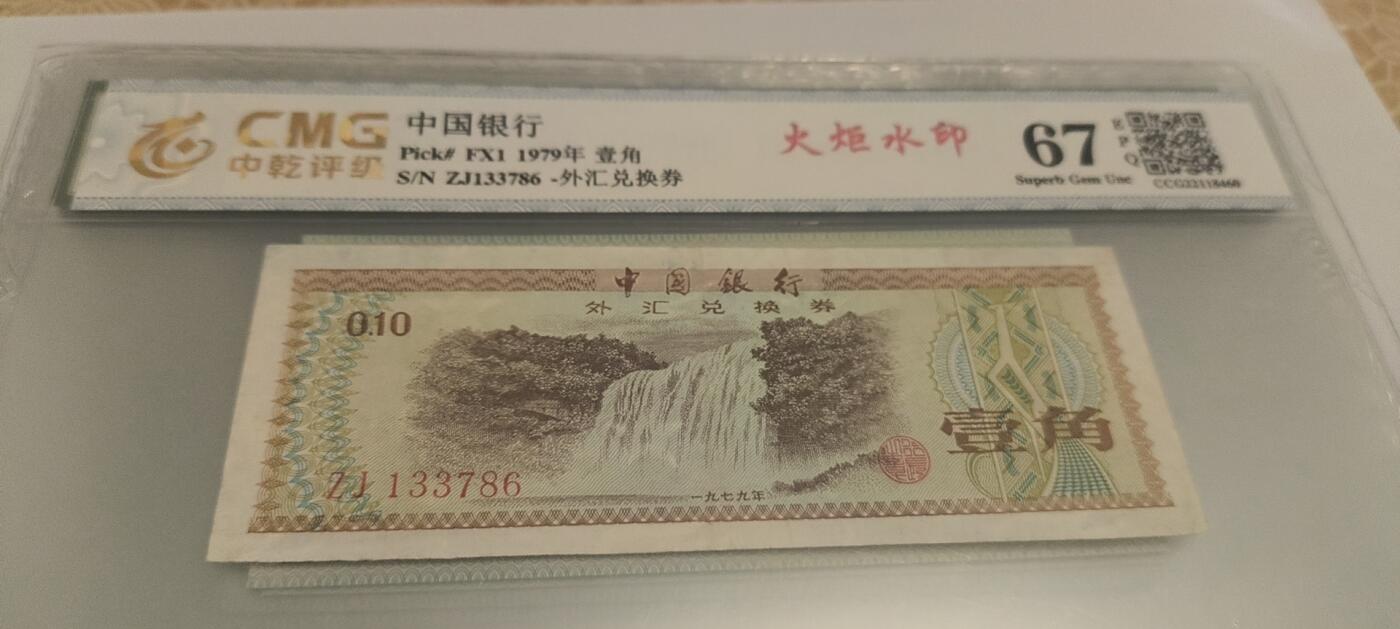 CMG
中乾评级
中国银行
Pick# FX1 1979年 壹角
S/N ZJ133786 -外汇兑换券
火炬水印
67
EPQ
Superb Gem Unc
CCG22118460
中国银行
外汇兑换券
0.10
壹角
ZJ 133786
一九七九年